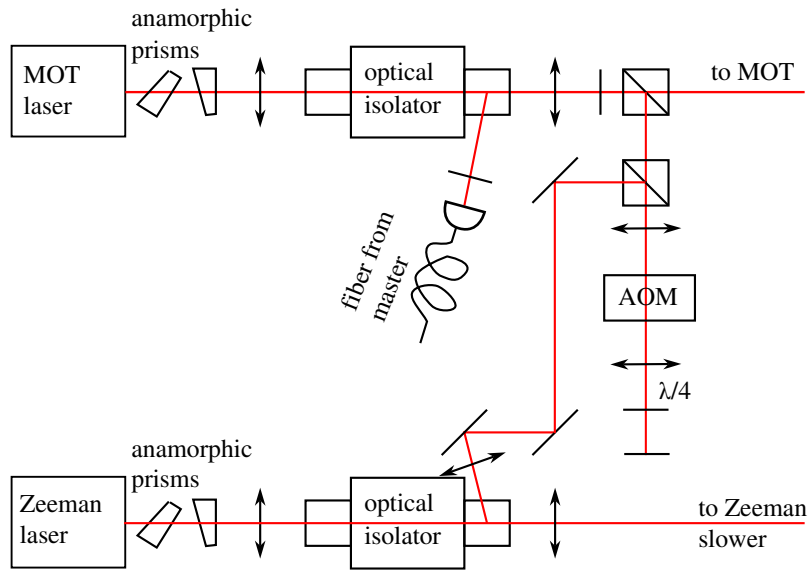 anamorphic
prisms
MOT
laser
optical
isolator
to MOT
fiber from
master
AOM
λ/4
anamorphic
prisms
Zeeman
laser
optical
isolator
to Zeeman
slower